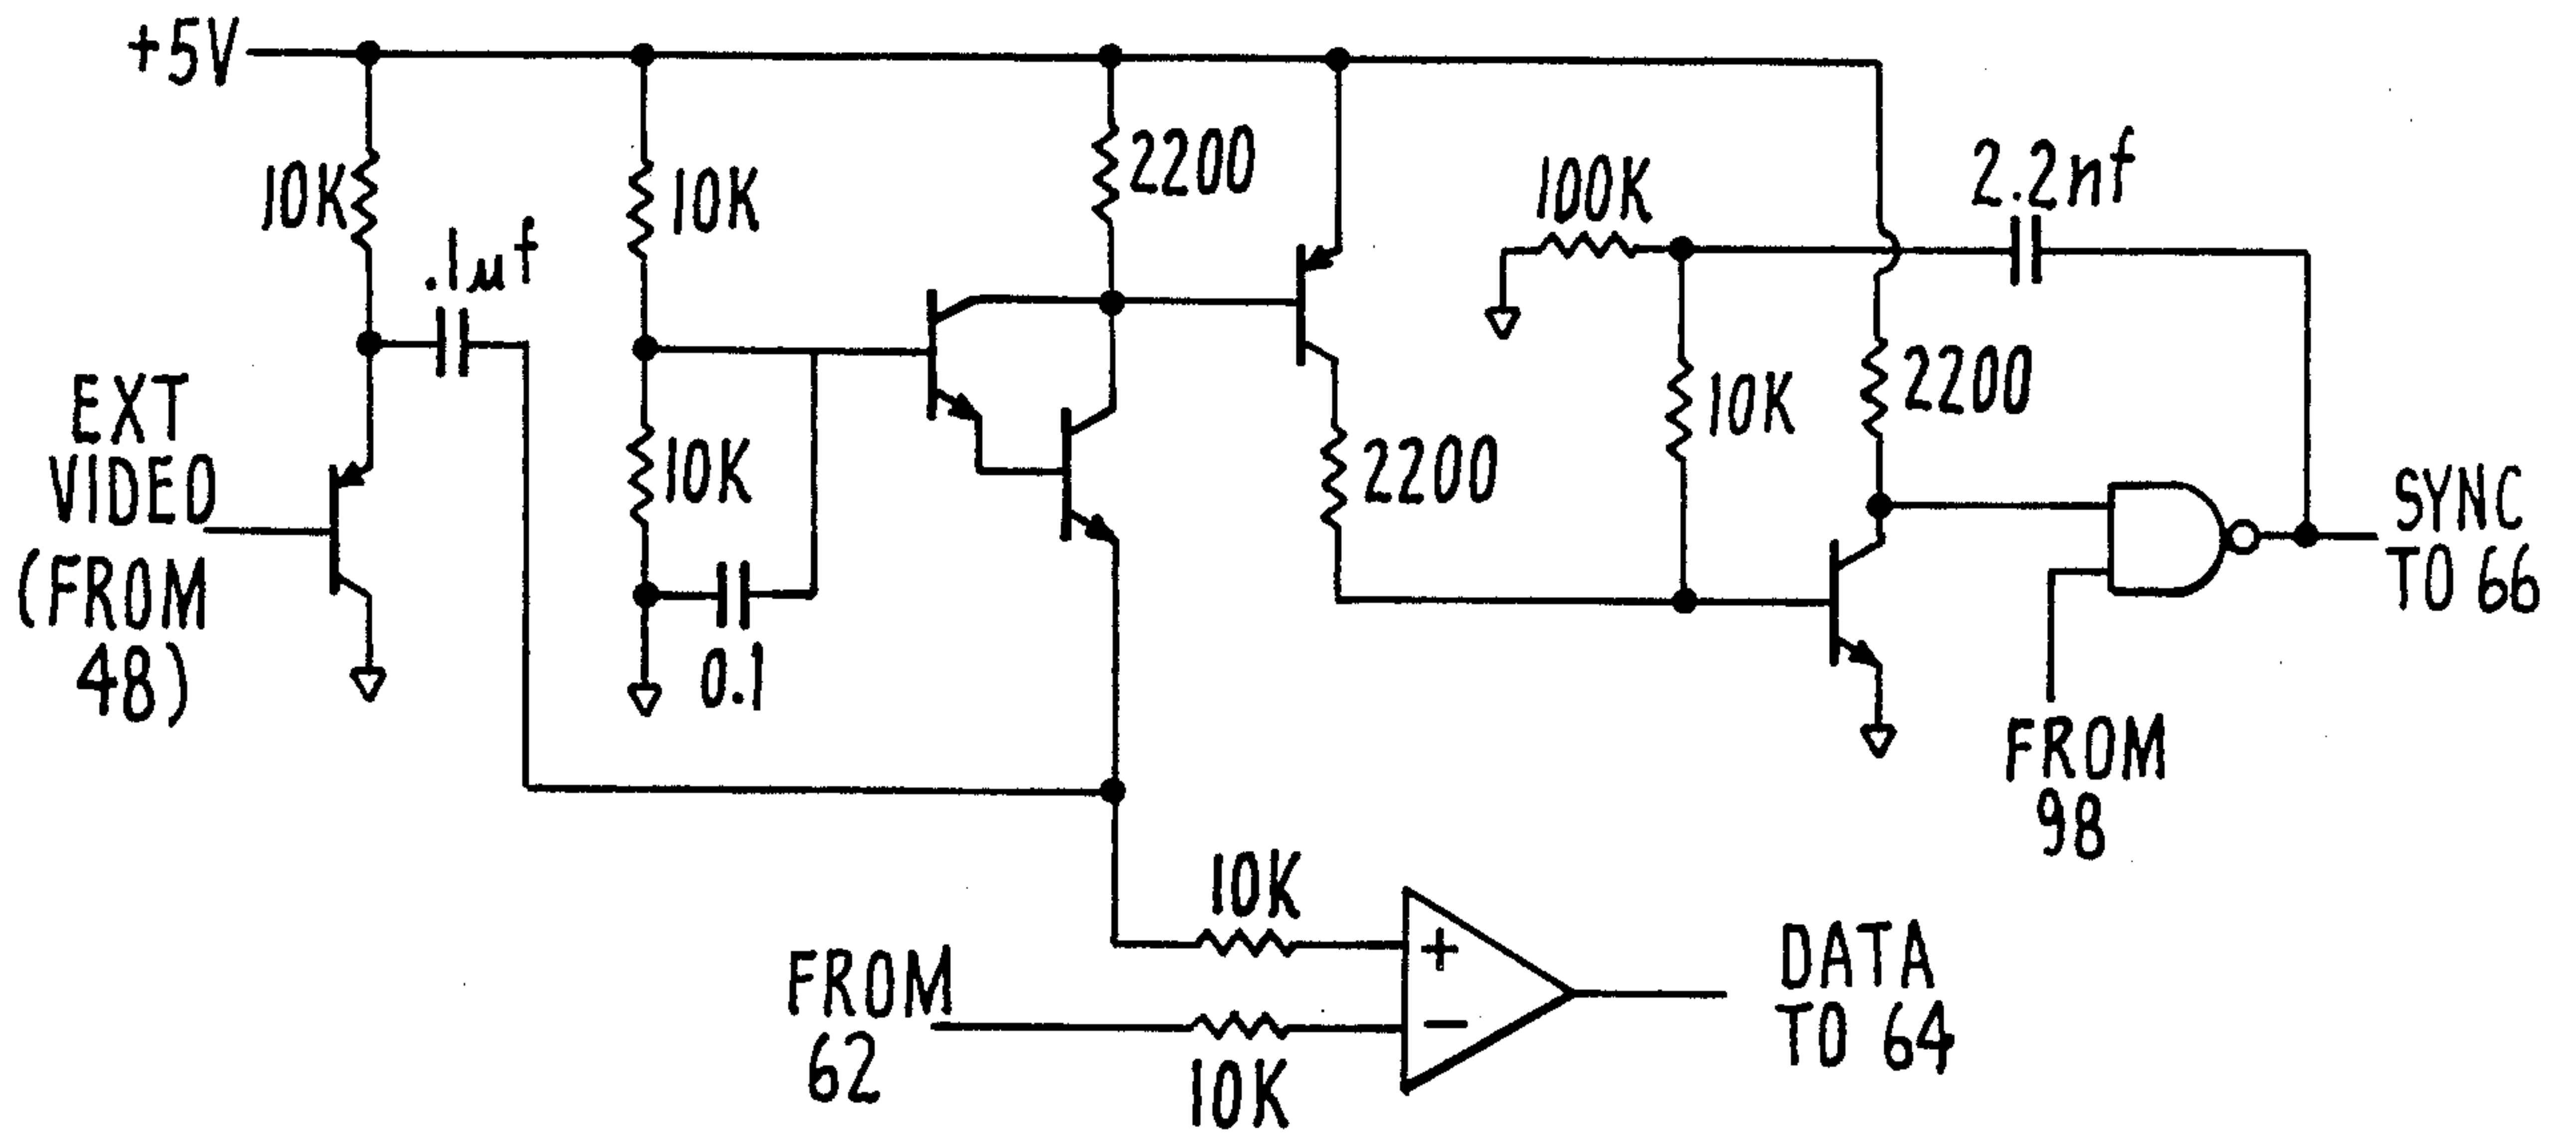 +5V
10K
.1µf
10K
2200
100K
2.2nf
EXT
VIDEO
(FROM
48)
10K
0.1
2200
10K
2200
SYNC
TO 66
FROM
98
10K
+
FROM
62
−
10K
DATA
TO 64